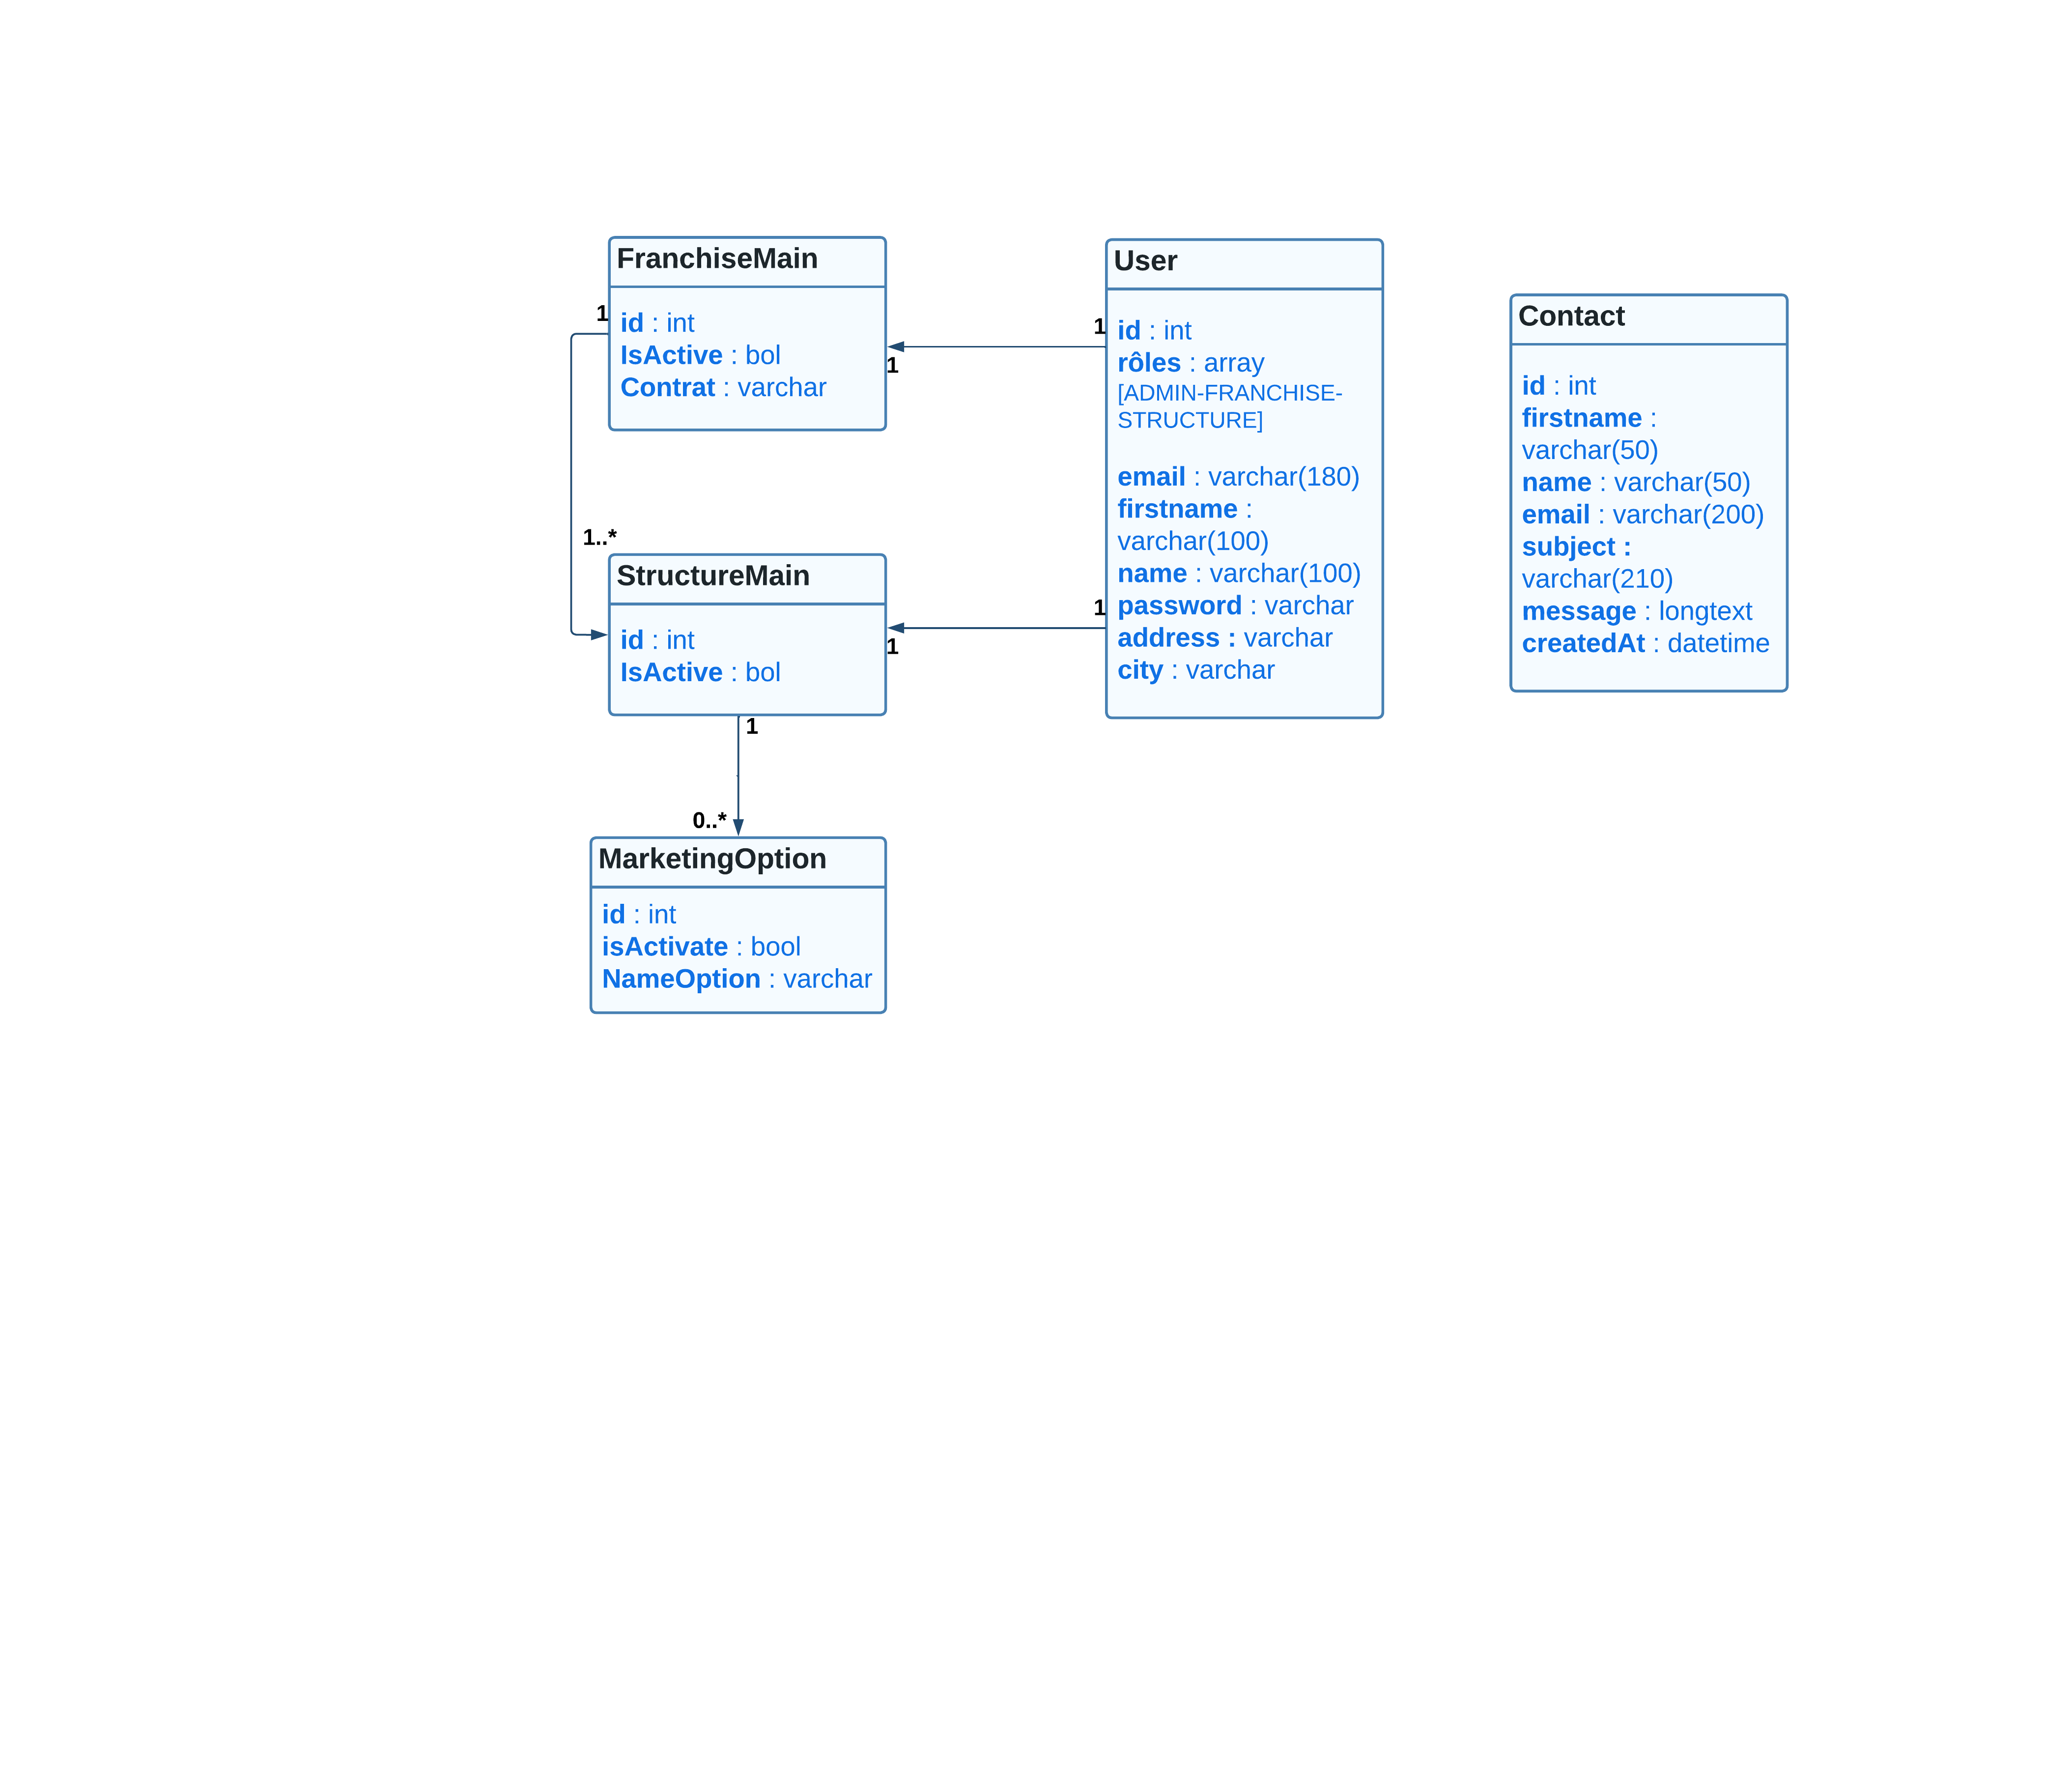 FranchiseMain
1
id : int
IsActive : bol
Contrat : varchar
1
1..*
StructureMain
id : int
IsActive : bol
1
1
0..*
MarketingOption
id : int
isActivate : bool
NameOption : varchar
User
1
id : int
rôles : array
[ADMIN-FRANCHISE-
STRUCTURE]
email : varchar(180)
firstname :
varchar(100)
name : varchar(100)
1
password : varchar
address : varchar
city : varchar
Contact
id : int
firstname :
varchar(50)
name : varchar(50)
email : varchar(200)
subject :
varchar(210)
message : longtext
createdAt : datetime